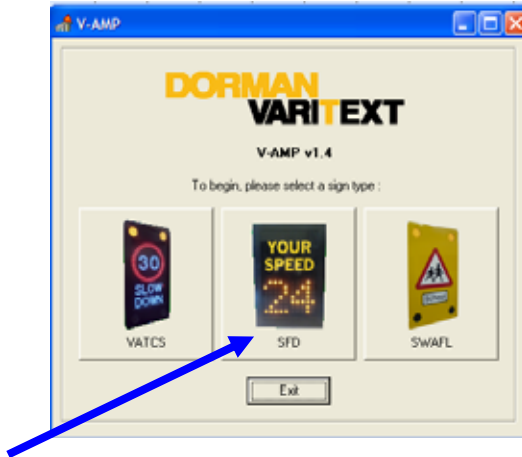 V-AMP
DORMAN
VARITEXT
V-AMP v1.4
To begin, please select a sign type :
30
SLOW
DOWN
YOUR
SPEED
24
VATCS
SFD
SWAFL
Exit